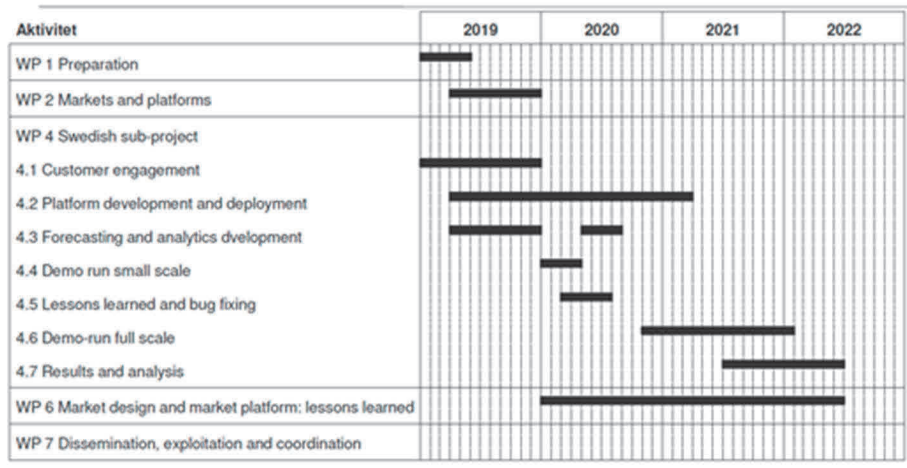 Aktivitet 2019 2020 2021 2022
WP 1 Preparation
WP 2 Markets and platforms
WP 4 Swedish sub-project
4.1 Customer engagement
4.2 Platform development and deployment
4.3 Forecasting and analytics dvelopment
4.4 Demo run small scale
4.5 Lessons learned and bug fixing
4.6 Demo-run full scale
4.7 Results and analysis
WP 6 Market design and market platform: lessons learned
WP 7 Dissemination, exploitation and coordination